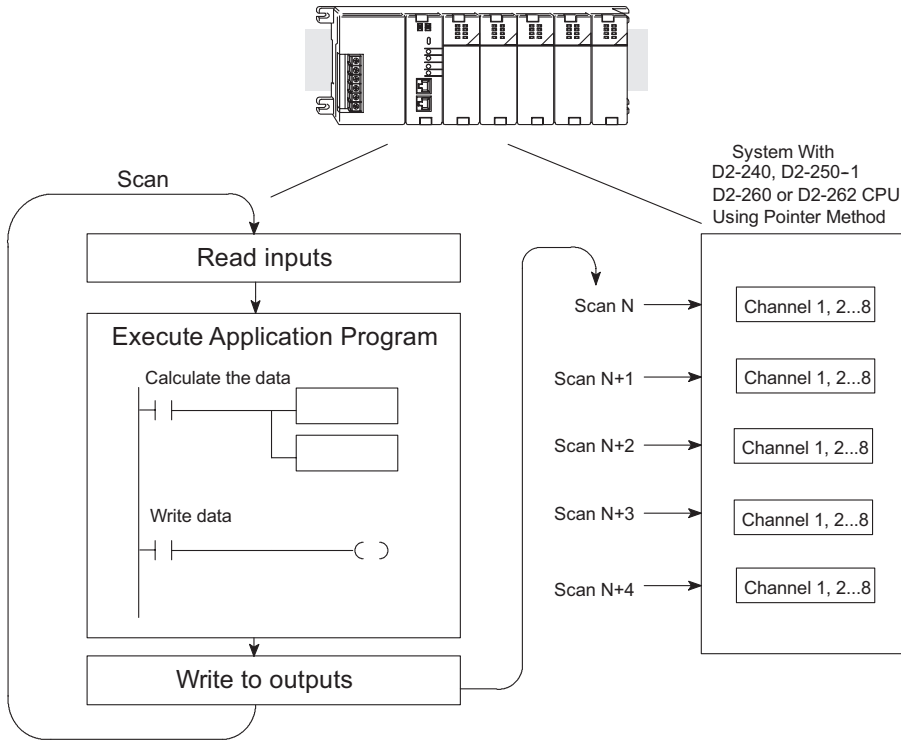 System With
D2-240, D2-250-1
D2-260 or D2-262 CPU
Using Pointer Method
Scan
Read inputs
Execute Application Program
Calculate the data
Write data
Write to outputs
Scan N
Channel 1, 2...8
Scan N+1
Channel 1, 2...8
Scan N+2
Channel 1, 2...8
Scan N+3
Channel 1, 2...8
Scan N+4
Channel 1, 2...8